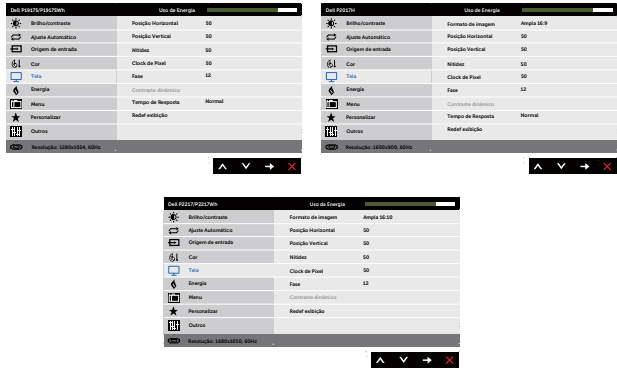 Dell P1917S/P1917SWh Uso de Energia
Brilho/contraste Posição Horizontal 50
Ajuste Automático Posição Vertical 50
Origem de entrada Nitidez 50
Cor Clock de Pixel 50
Tela Fase 12
Energia Contraste dinâmico
Menu Tempo de Resposta Normal
Personalizar Redef exibição
Outros
Resolução: 1280x1024, 60Hz
Dell P2017H Uso de Energia
Brilho/contraste Formato de imagem Ampla 16:9
Ajuste Automático Posição Horizontal 50
Origem de entrada Posição Vertical 50
Cor Nitidez 50
Tela Clock de Pixel 50
Energia Fase 12
Menu Contraste dinâmico
Personalizar Tempo de Resposta Normal
Outros Redef exibição
Resolução: 1600x900, 60Hz
Dell P2217/P2217Wh Uso da Energia
Brilho/contraste Formato de imagem Ampla 16:10
Ajuste Automático Posição Horizontal 50
Origem de entrada Posição Vertical 50
Cor Nitidez 50
Tela Clock de Pixel 50
Energia Fase 12
Menu Contraste dinâmico
Personalizar Redef exibição
Outros
Resolução: 1680x1050, 60Hz